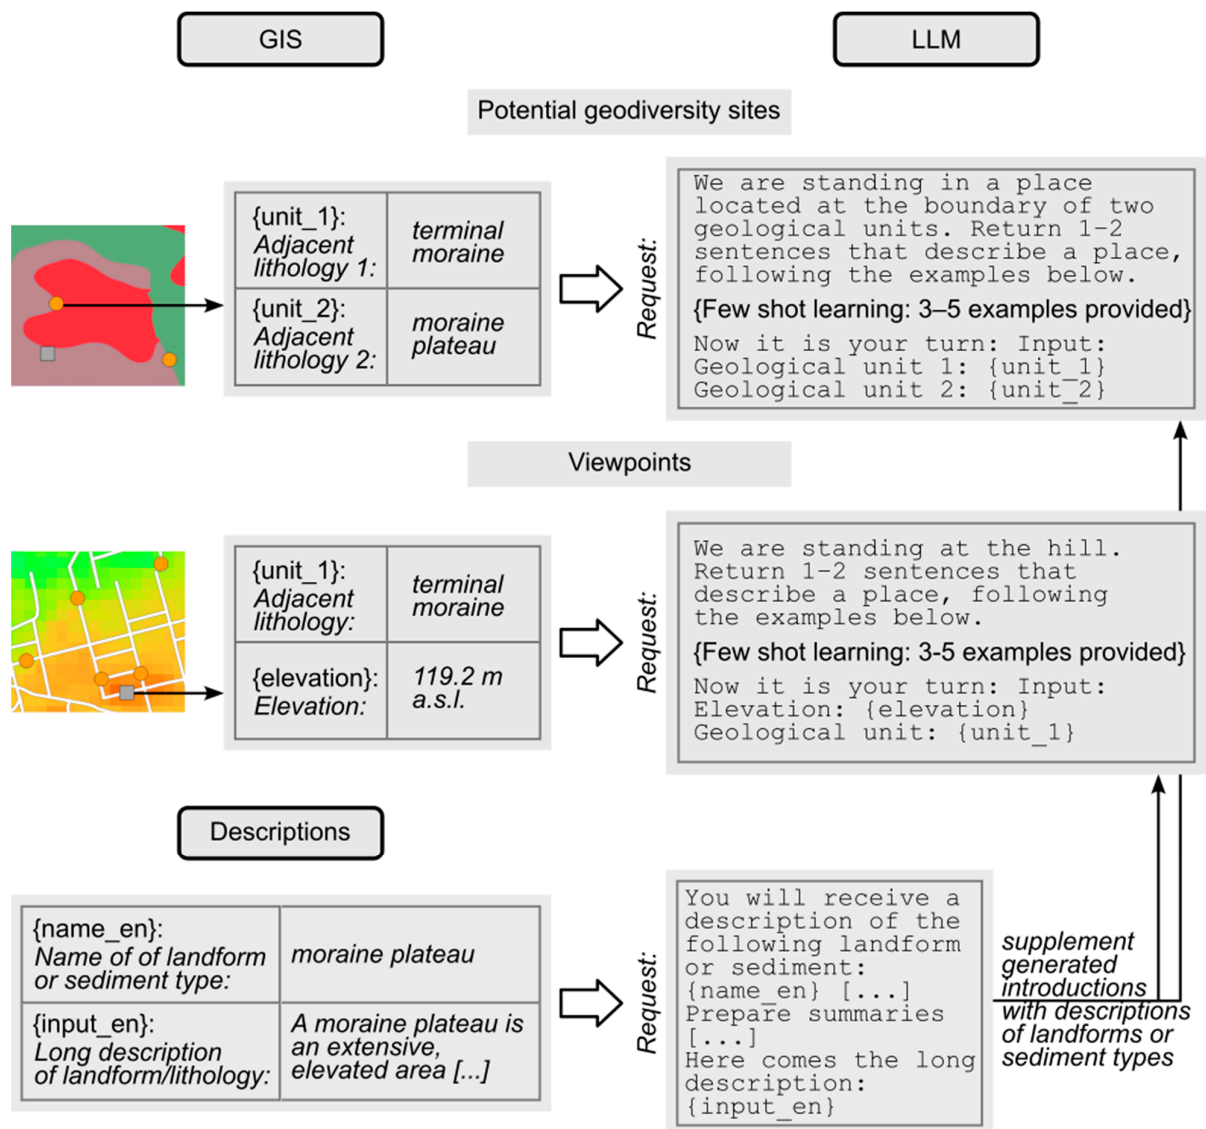 GIS
LLM
Potential geodiversity sites
{unit_1}:
Adjacent
lithology 1:
terminal
moraine
{unit_2}:
Adjacent
lithology 2:
moraine
plateau
Request:
We are standing in a place
located at the boundary of two
geological units. Return 1–2
sentences that describe a place,
following the examples below.
{Few shot learning: 3–5 examples provided}
Now it is your turn: Input:
Geological unit 1: {unit_1}
Geological unit 2: {unit_2}
Viewpoints
{unit_1}:
Adjacent
lithology:
terminal
moraine
{elevation}:
Elevation:
119.2 m
a.s.l.
Request:
We are standing at the hill.
Return 1–2 sentences that
describe a place, following
the examples below.
{Few shot learning: 3-5 examples provided}
Now it is your turn: Input:
Elevation: {elevation}
Geological unit: {unit_1}
Descriptions
{name_en}:
Name of of landform
or sediment type:
moraine plateau
{input_en}:
Long description
of landform/lithology:
A moraine plateau is
an extensive,
elevated area [...]
Request:
You will receive a
description of the
following landform
or sediment:
{name_en} [...]
Prepare summaries
[...]
Here comes the long
description:
{input_en}
supplement
generated
introductions
with descriptions
of landforms or
sediment types